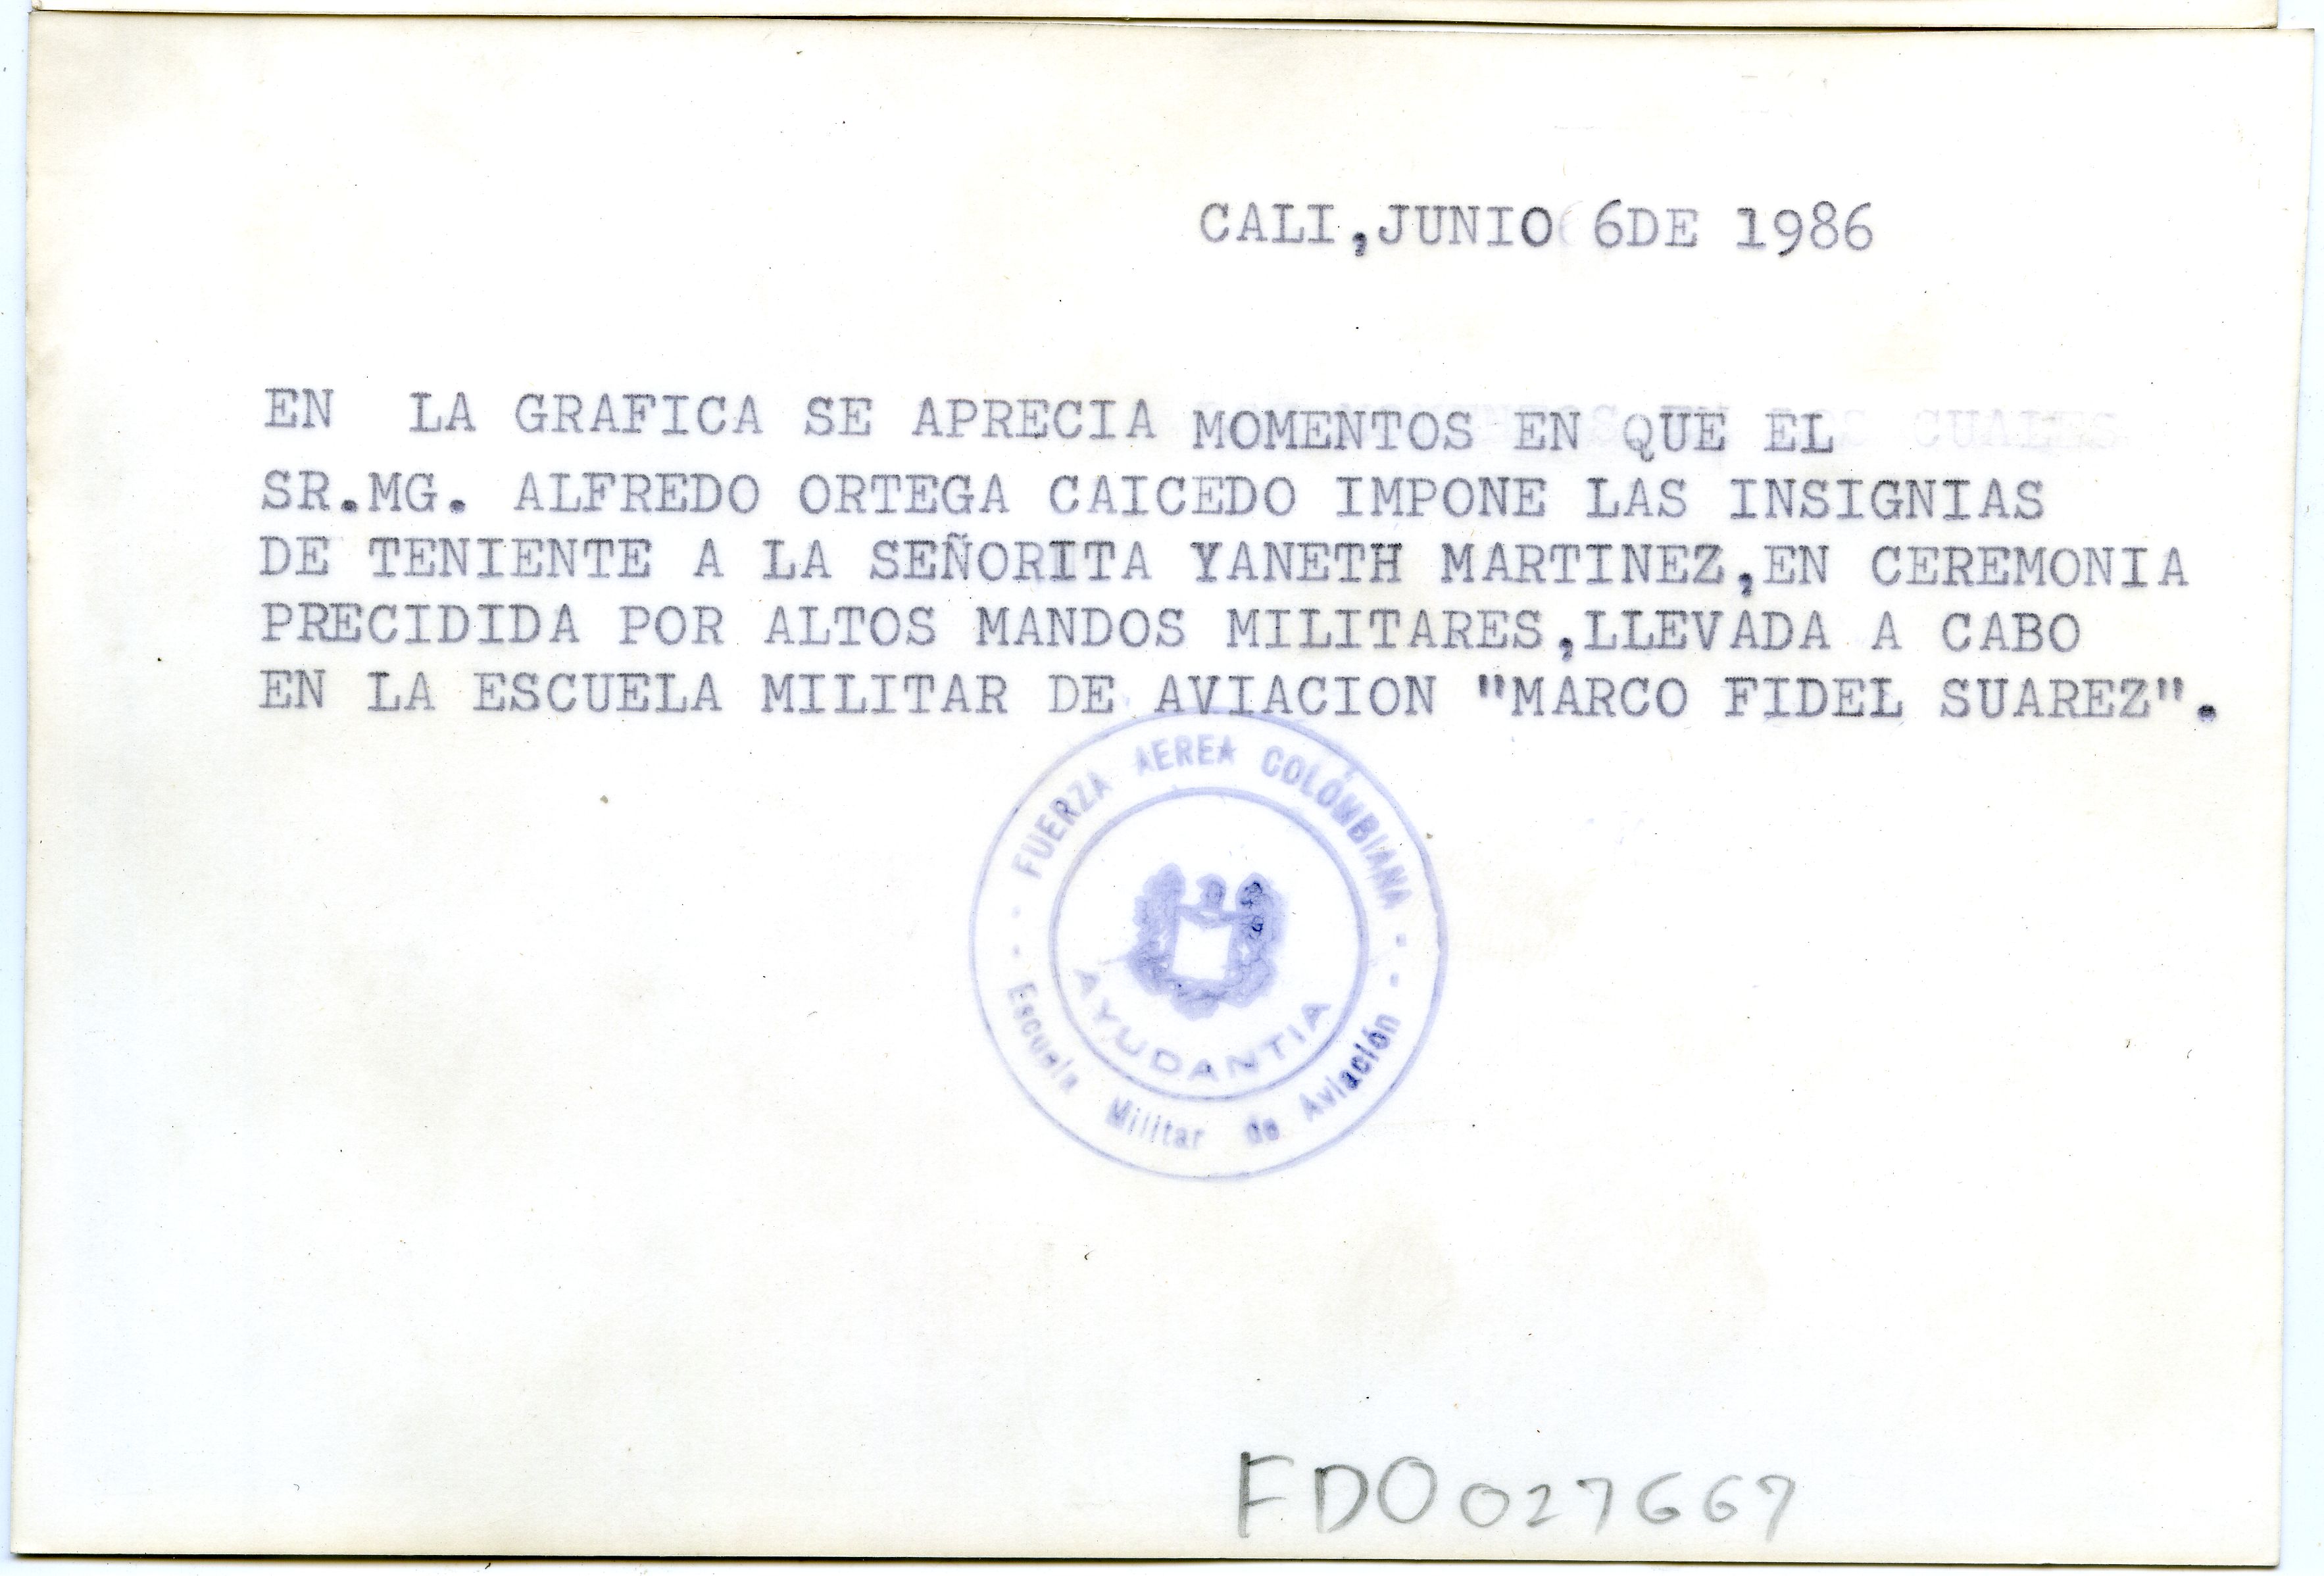 CALI,JUNIO 6DE 1986
EN LA GRAFICA SE APRECIA MOMENTOS EN QUE EL
SR.MG. ALFREDO ORTEGA CAICEDO IMPONE LAS INSIGNIAS
DE TENIENTE A LA SEÑORITA YANETH MARTINEZ,EN CEREMONIA
PRECIDIDA POR ALTOS MANDOS MILITARES,LLEVADA A CABO
EN LA ESCUELA MILITAR DE AVIACION "MARCO FIDEL SUAREZ".
FUERZA AEREA COLOMBIANA
AYUDANTIA
Escuela Militar de Aviación
FDO027667